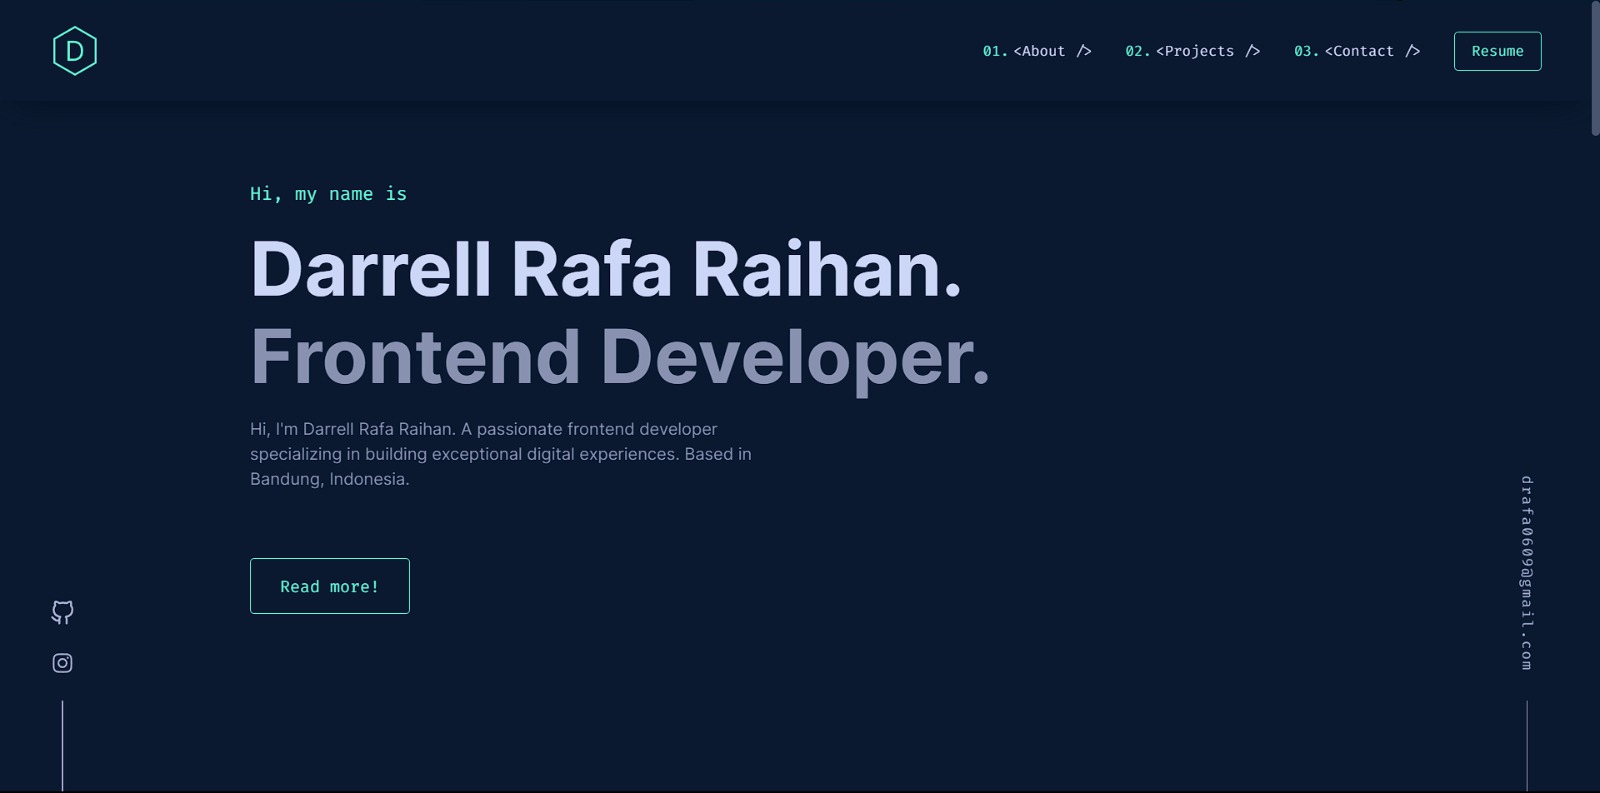 D
01. <About />
02. <Projects />
03. <Contact />
Resume
Hi, my name is
Darrell Rafa Raihan.
Frontend Developer.
Hi, I'm Darrell Rafa Raihan. A passionate frontend developer
specializing in building exceptional digital experiences. Based in
Bandung, Indonesia.
Read more!
drafa0609@gmail.com